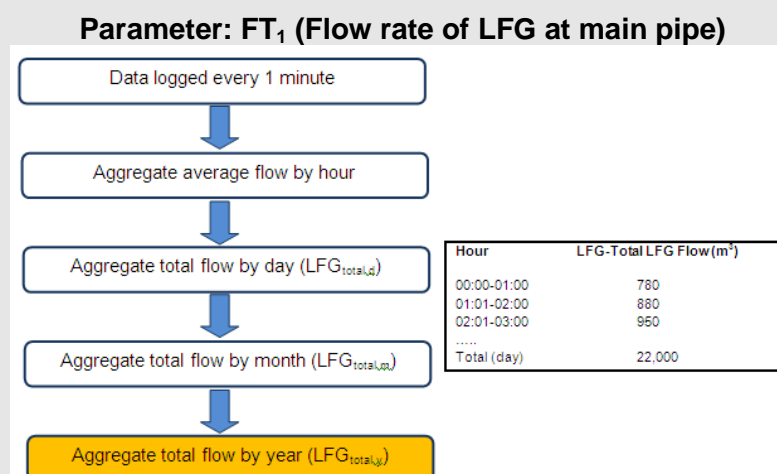 Parameter: FT₁ (Flow rate of LFG at main pipe)
Data logged every 1 minute
Aggregate average flow by hour
Aggregate total flow by day (LFGtotal,d)
Aggregate total flow by month (LFGtotal,m)
Aggregate total flow by year (LFGtotal,y)
Hour LFG-Total LFG Flow (m³)
00:00-01:00 780
01:01-02:00 880
02:01-03:00 950
.....
Total (day) 22,000